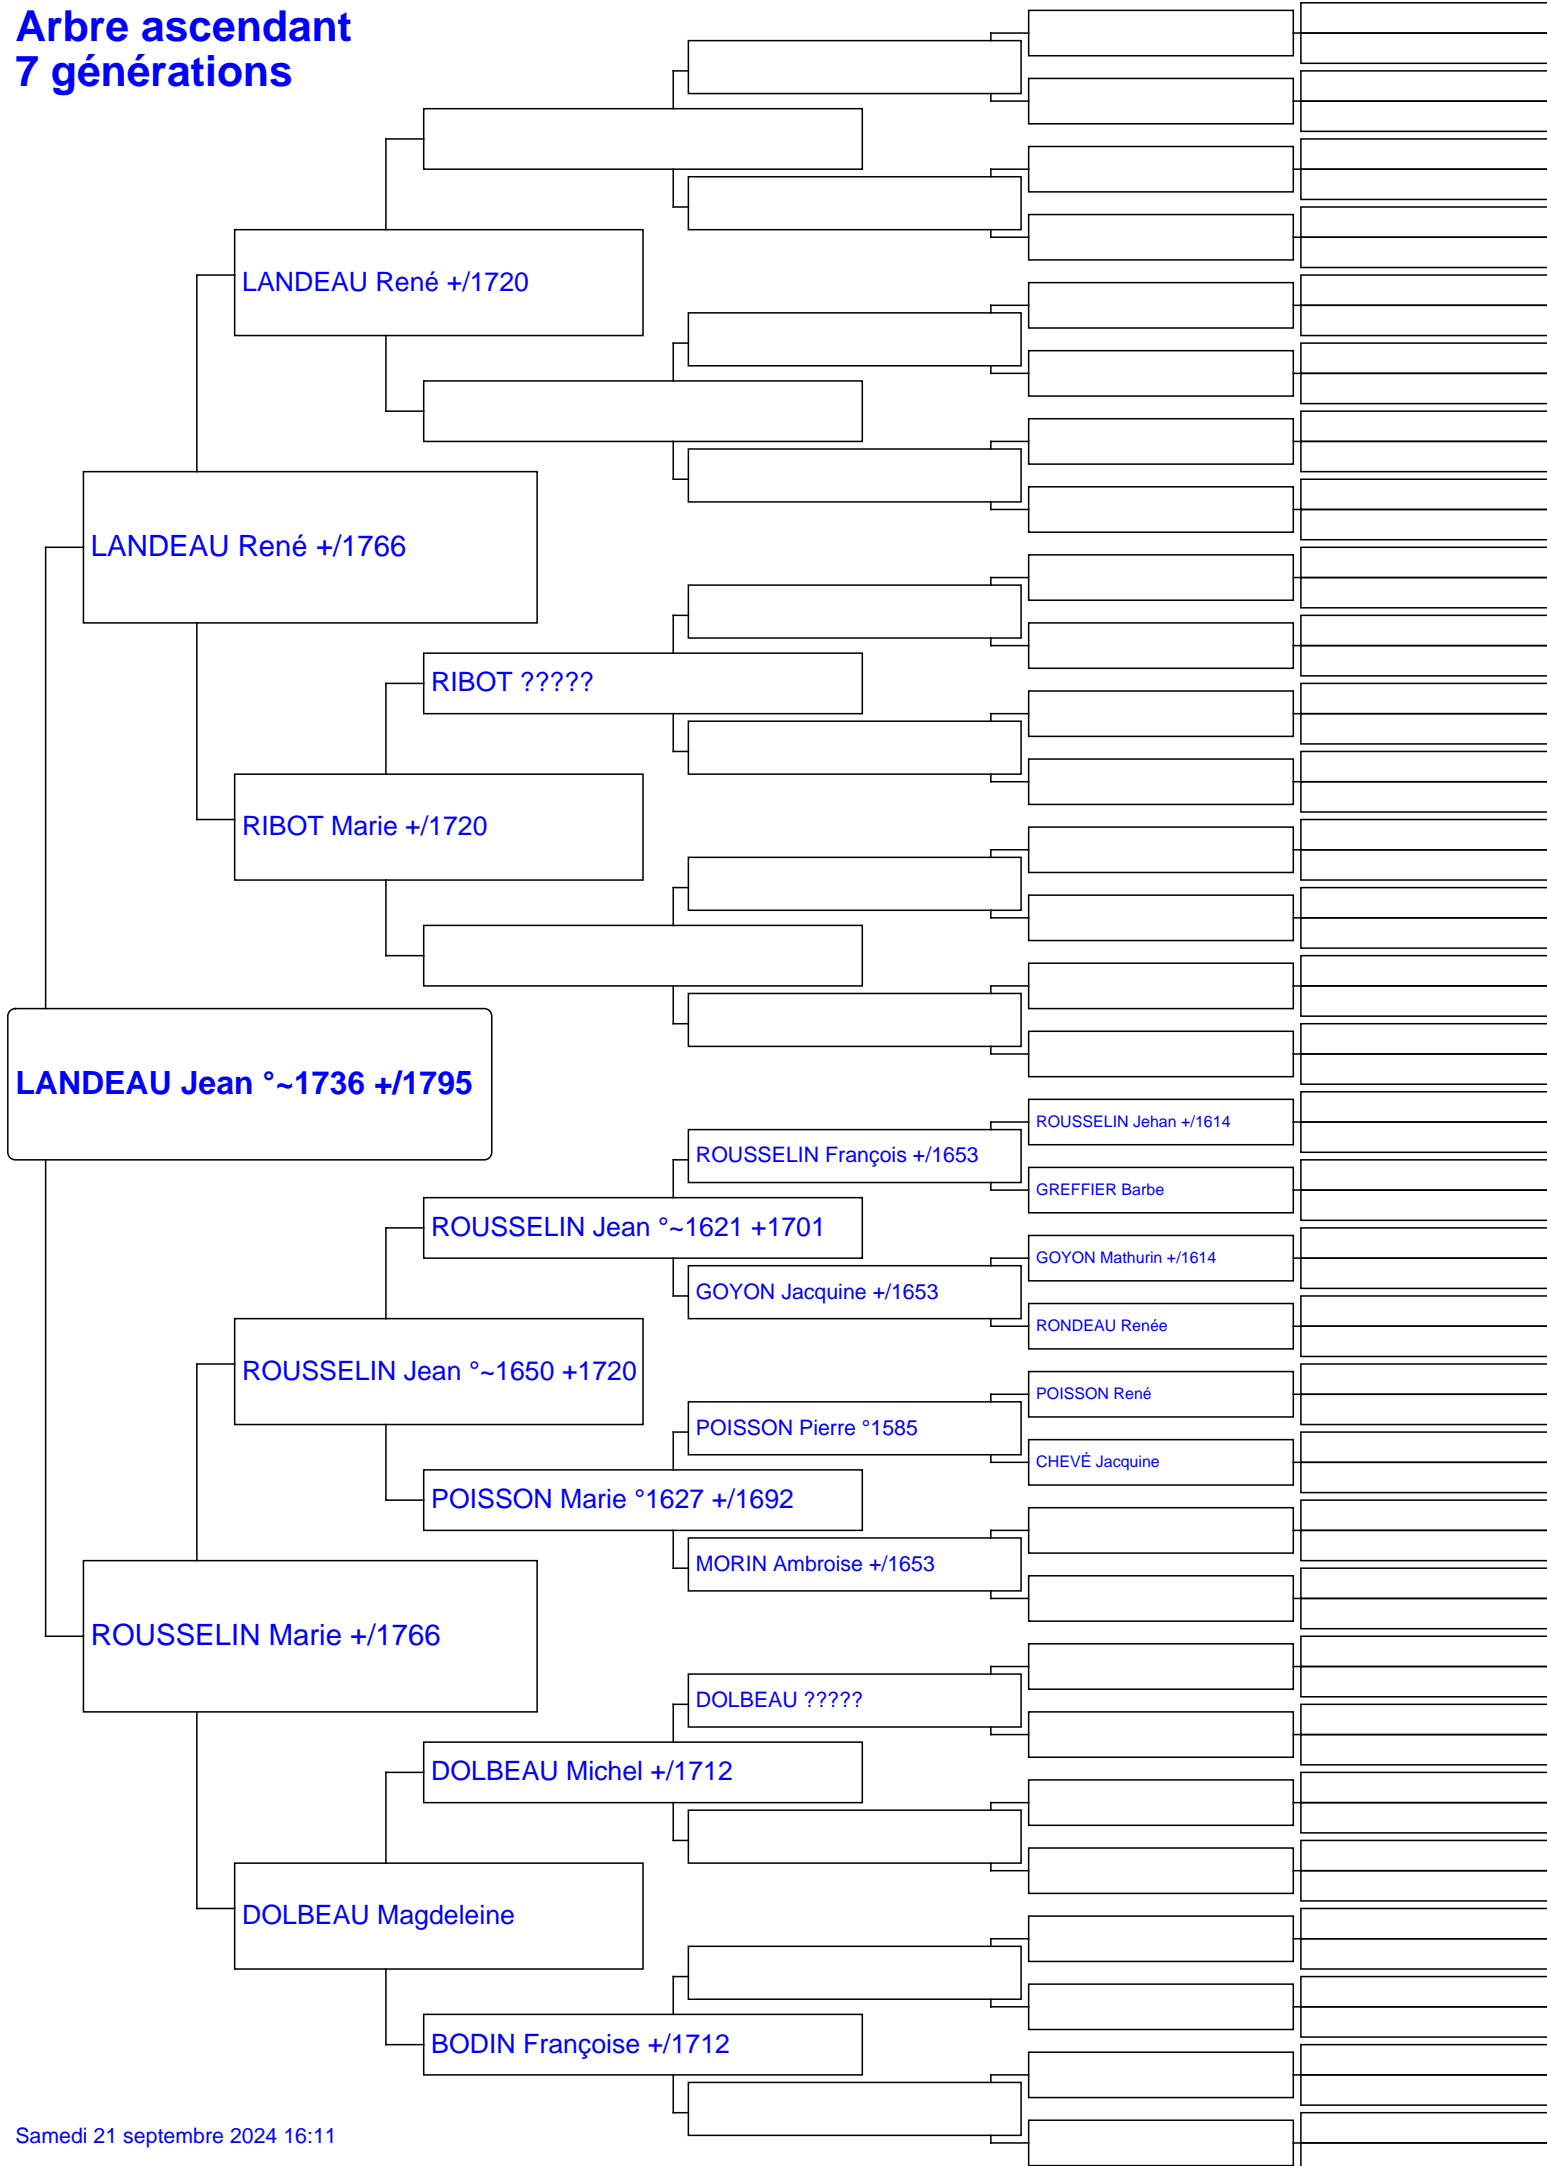 Arbre ascendant
7 générations
LANDEAU René +/1720
LANDEAU René +/1766
RIBOT ?????
RIBOT Marie +/1720
LANDEAU Jean °~1736 +/1795
ROUSSELIN Jehan +/1614
ROUSSELIN François +/1653
GREFFIER Barbe
ROUSSELIN Jean °~1621 +1701
GOYON Mathurin +/1614
GOYON Jacquine +/1653
RONDEAU Renée
ROUSSELIN Jean °~1650 +1720
POISSON René
POISSON Pierre °1585
CHEVÉ Jacquine
POISSON Marie °1627 +/1692
MORIN Ambroise +/1653
ROUSSELIN Marie +/1766
DOLBEAU ?????
DOLBEAU Michel +/1712
DOLBEAU Magdeleine
BODIN Françoise +/1712
Samedi 21 septembre 2024 16:11